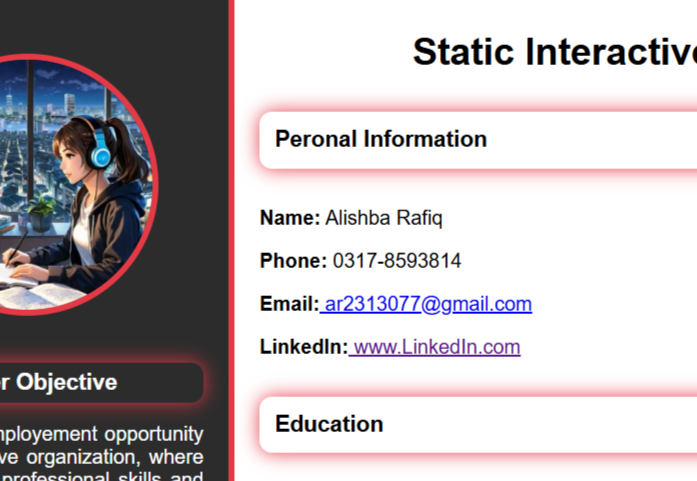 Static Interactive
Peronal Information
Name: Alishba Rafiq
Phone: 0317-8593814
Email: ar2313077@gmail.com
LinkedIn: www.LinkedIn.com
Education
r Objective
mployement opportunity
ve organization, where
professional skills and